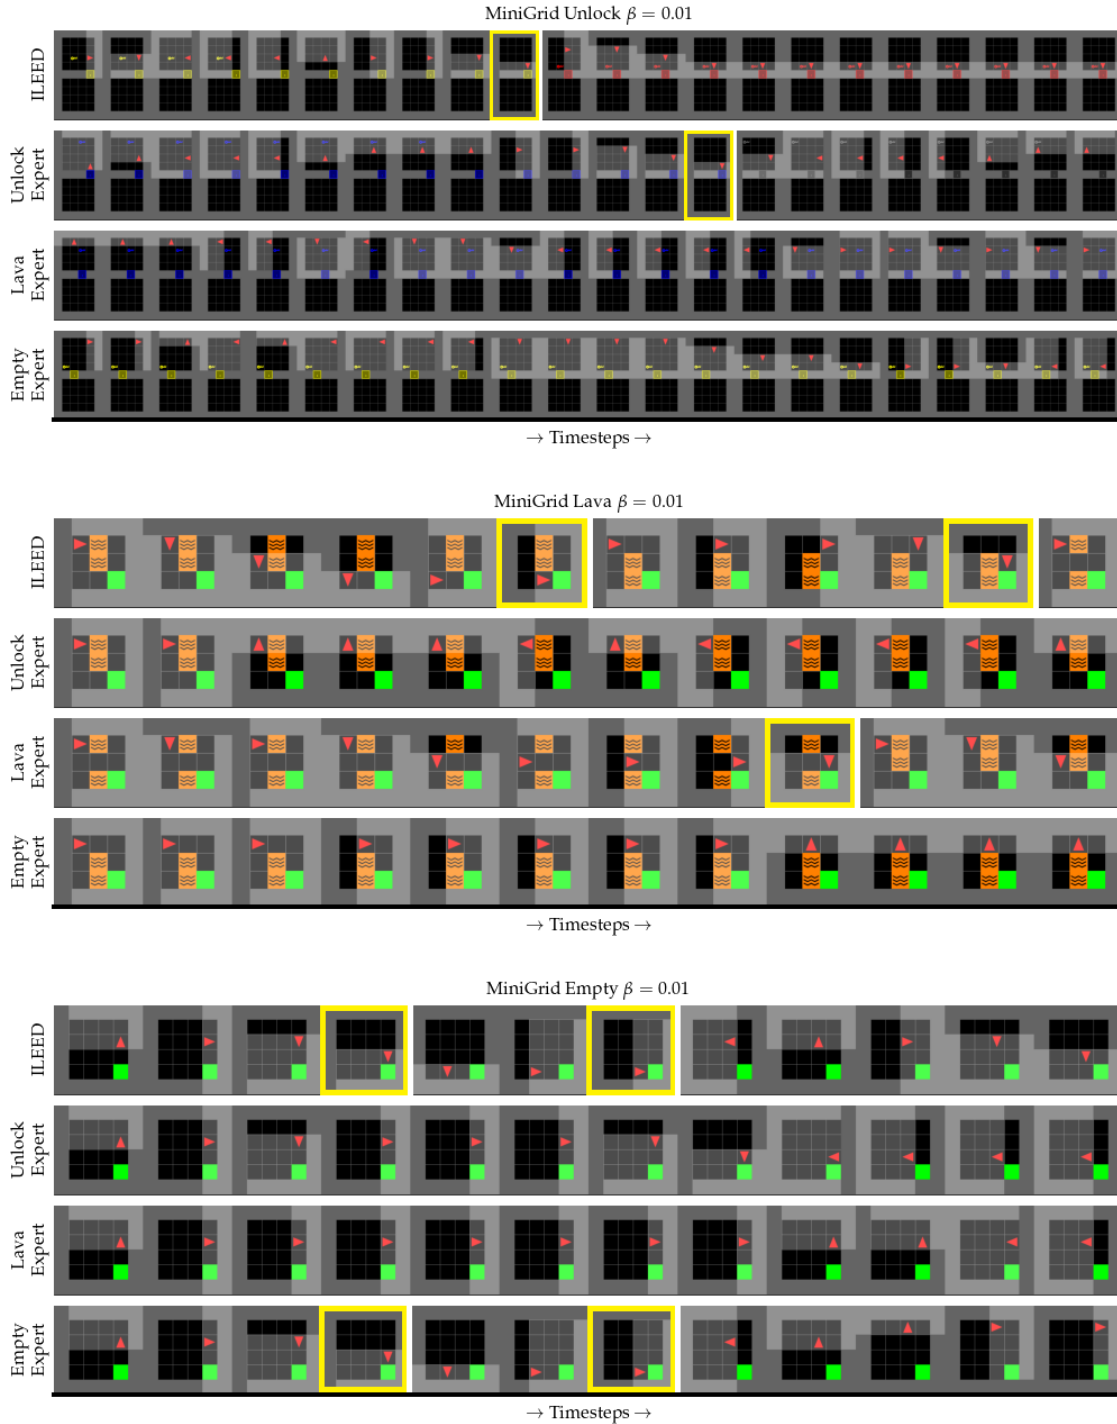 MiniGrid Unlock β = 0.01
ILEED
Unlock
Expert
Lava
Expert
Empty
Expert
→ Timesteps →
MiniGrid Lava β = 0.01
ILEED
Unlock
Expert
Lava
Expert
Empty
Expert
→ Timesteps →
MiniGrid Empty β = 0.01
ILEED
Unlock
Expert
Lava
Expert
Empty
Expert
→ Timesteps →